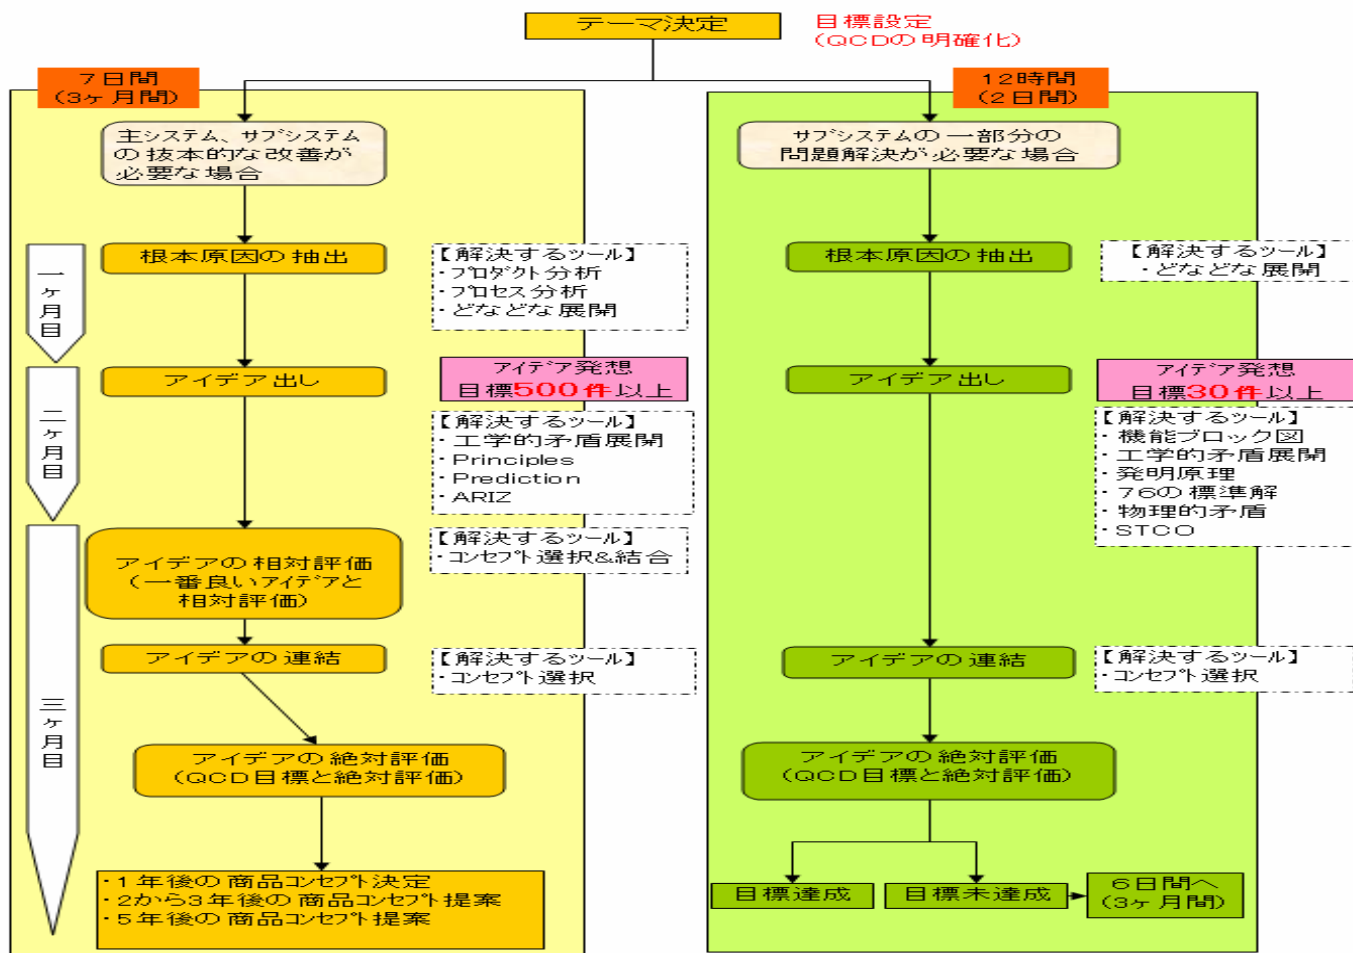 テーマ決定
目標設定
(QCDの明確化)
7日間
(3ヶ月間)
主システム、サブシステム
の抜本的な改善が
必要な場合
一ヶ月目
根本原因の抽出
【解決するツール】
・プロダクト分析
・プロセス分析
・どなどな展開
二ヶ月目
アイデア出し
アイデア発想
目標500件以上
【解決するツール】
・工学的矛盾展開
・Principles
・Prediction
・ARIZ
三ヶ月目
アイデアの相対評価
(一番良いアイデアと
相対評価)
【解決するツール】
・コンセプト選択&結合
アイデアの連結
【解決するツール】
・コンセプト選択
アイデアの絶対評価
(QCD目標と絶対評価)
・1年後の商品コンセプト決定
・2から3年後の商品コンセプト提案
・5年後の商品コンセプト提案
12時間
(2日間)
サブシステムの一部分の
問題解決が必要な場合
根本原因の抽出
【解決するツール】
・どなどな展開
アイデア出し
アイデア発想
目標30件以上
【解決するツール】
・機能ブロック図
・工学的矛盾展開
・発明原理
・76の標準解
・物理的矛盾
・STCO
アイデアの連結
【解決するツール】
・コンセプト選択
アイデアの絶対評価
(QCD目標と絶対評価)
目標達成
目標未達成
6日間へ
(3ヶ月間)